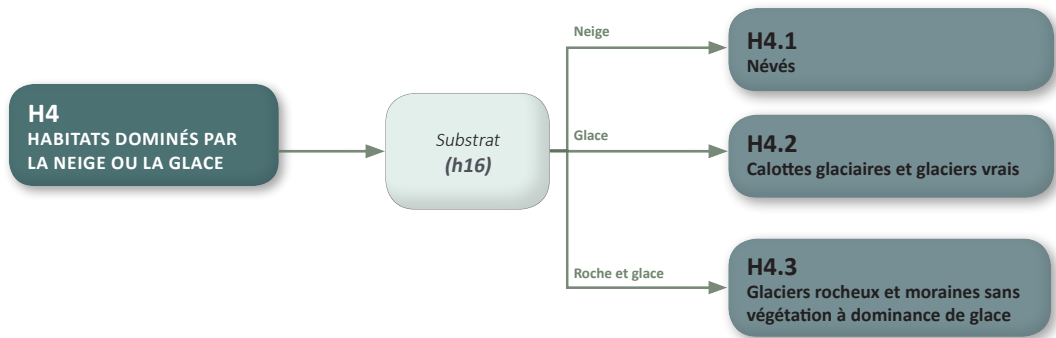 H4
HABITATS DOMINÉS PAR
LA NEIGE OU LA GLACE
Substrat
(h16)
Neige
H4.1
Névés
Glace
H4.2
Calottes glaciaires et glaciers vrais
Roche et glace
H4.3
Glaciers rocheux et moraines sans
végétation à dominance de glace